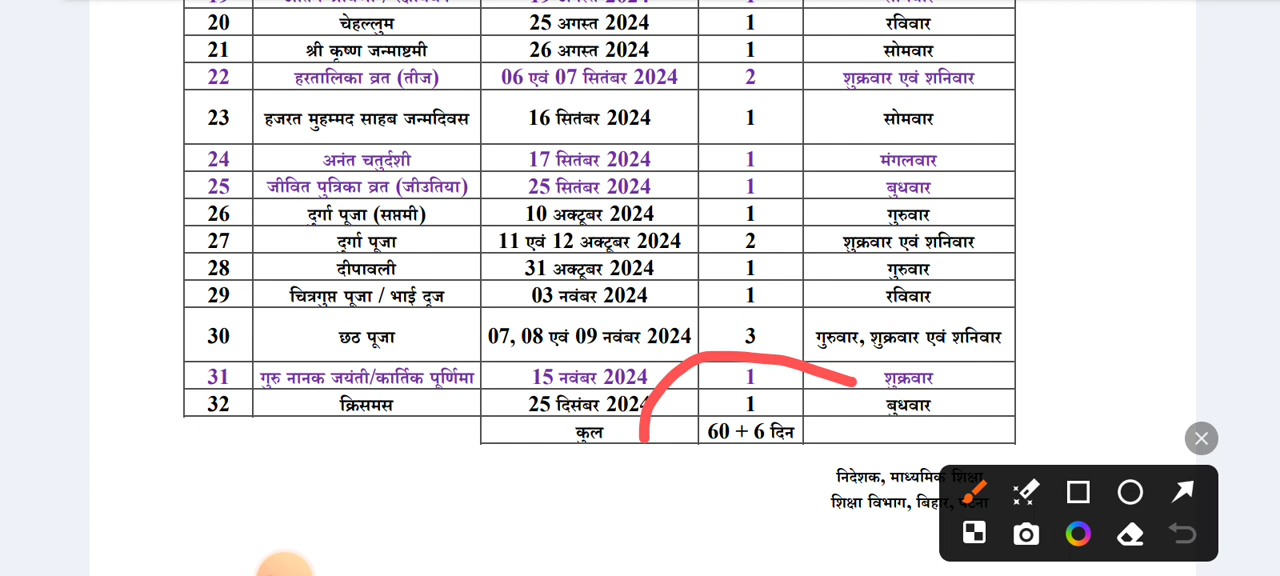 20 चेहल्लुम 25 अगस्त 2024 1 रविवार
21 श्री कृष्ण जन्माष्टमी 26 अगस्त 2024 1 सोमवार
22 हरतालिका व्रत (तीज) 06 एवं 07 सितंबर 2024 2 शुक्रवार एवं शनिवार
23 हजरत मुहम्मद साहब जन्मदिवस 16 सितंबर 2024 1 सोमवार
24 अनंत चतुर्दशी 17 सितंबर 2024 1 मंगलवार
25 जीवित पुत्रिका व्रत (जीउतिया) 25 सितंबर 2024 1 बुधवार
26 दुर्गा पूजा (सप्तमी) 10 अक्टूबर 2024 1 गुरुवार
27 दुर्गा पूजा 11 एवं 12 अक्टूबर 2024 2 शुक्रवार एवं शनिवार
28 दीपावली 31 अक्टूबर 2024 1 गुरुवार
29 चित्रगुप्त पूजा / भाई दूज 03 नवंबर 2024 1 रविवार
30 छठ पूजा 07, 08 एवं 09 नवंबर 2024 3 गुरुवार, शुक्रवार एवं शनिवार
31 गुरु नानक जयंती/कार्तिक पूर्णिमा 15 नवंबर 2024 1 शुक्रवार
32 क्रिसमस 25 दिसंबर 2024 1 बुधवार
कुल 60 + 6 दिन
निदेशक, माध्यमिक शिक्षा
शिक्षा विभाग, बिहार, पटना